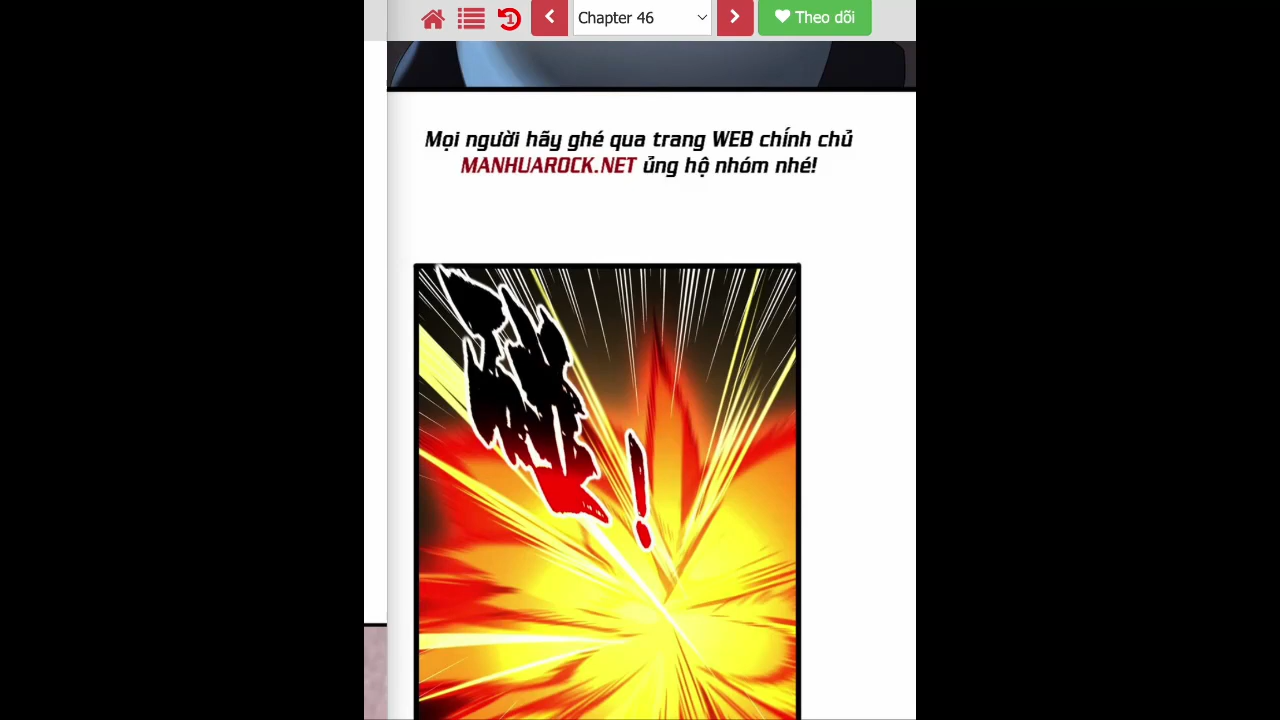 1
Chapter 46
Theo dõi
Mọi người hãy ghé qua trang WEB chính chủ
MANHUAROCK.NET ủng hộ nhóm nhé!